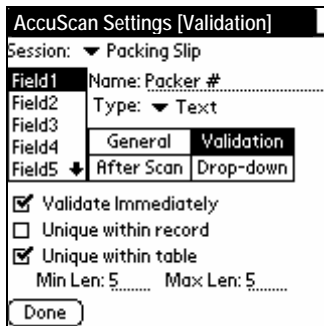 AccuScan Settings [Validation]
Session: Packing Slip
Field1
Field2
Field3
Field4
Field5
Name: Packer #
Type: Text
General Validation
After Scan Drop-down
Validate Immediately
Unique within record
Unique within table
Min Len: 5 Max Len: 5
Done